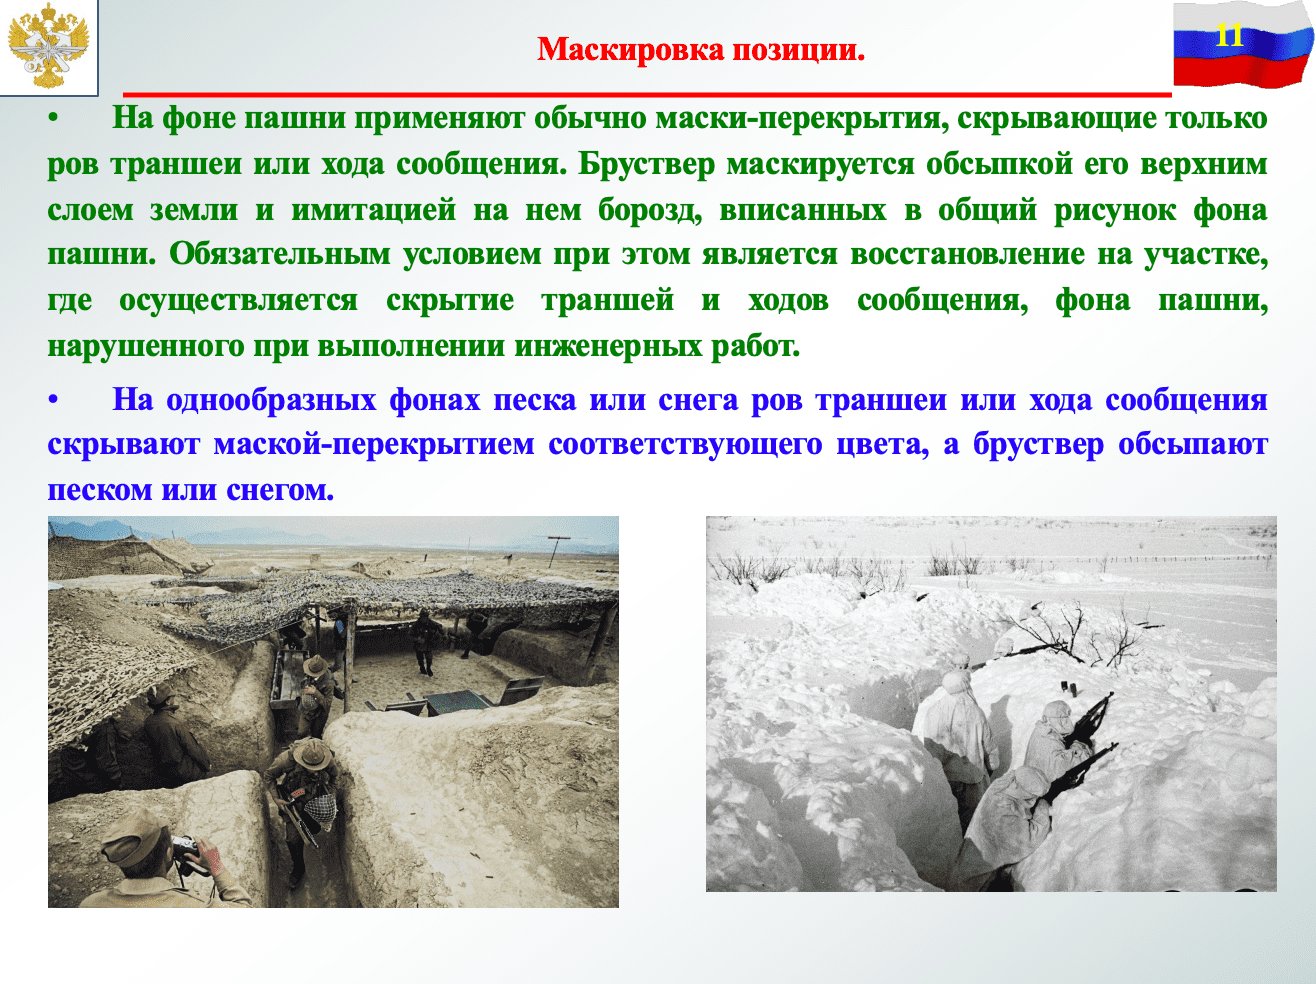 Маскировка позиции.
11
• На фоне пашни применяют обычно маски-перекрытия, скрывающие только
ров траншеи или хода сообщения. Бруствер маскируется обсыпкой его верхним
слоем земли и имитацией на нем борозд, вписанных в общий рисунок фона
пашни. Обязательным условием при этом является восстановление на участке,
где осуществляется скрытие траншей и ходов сообщения, фона пашни,
нарушенного при выполнении инженерных работ.
• На однообразных фонах песка или снега ров траншеи или хода сообщения
скрывают маской-перекрытием соответствующего цвета, а бруствер обсыпают
песком или снегом.